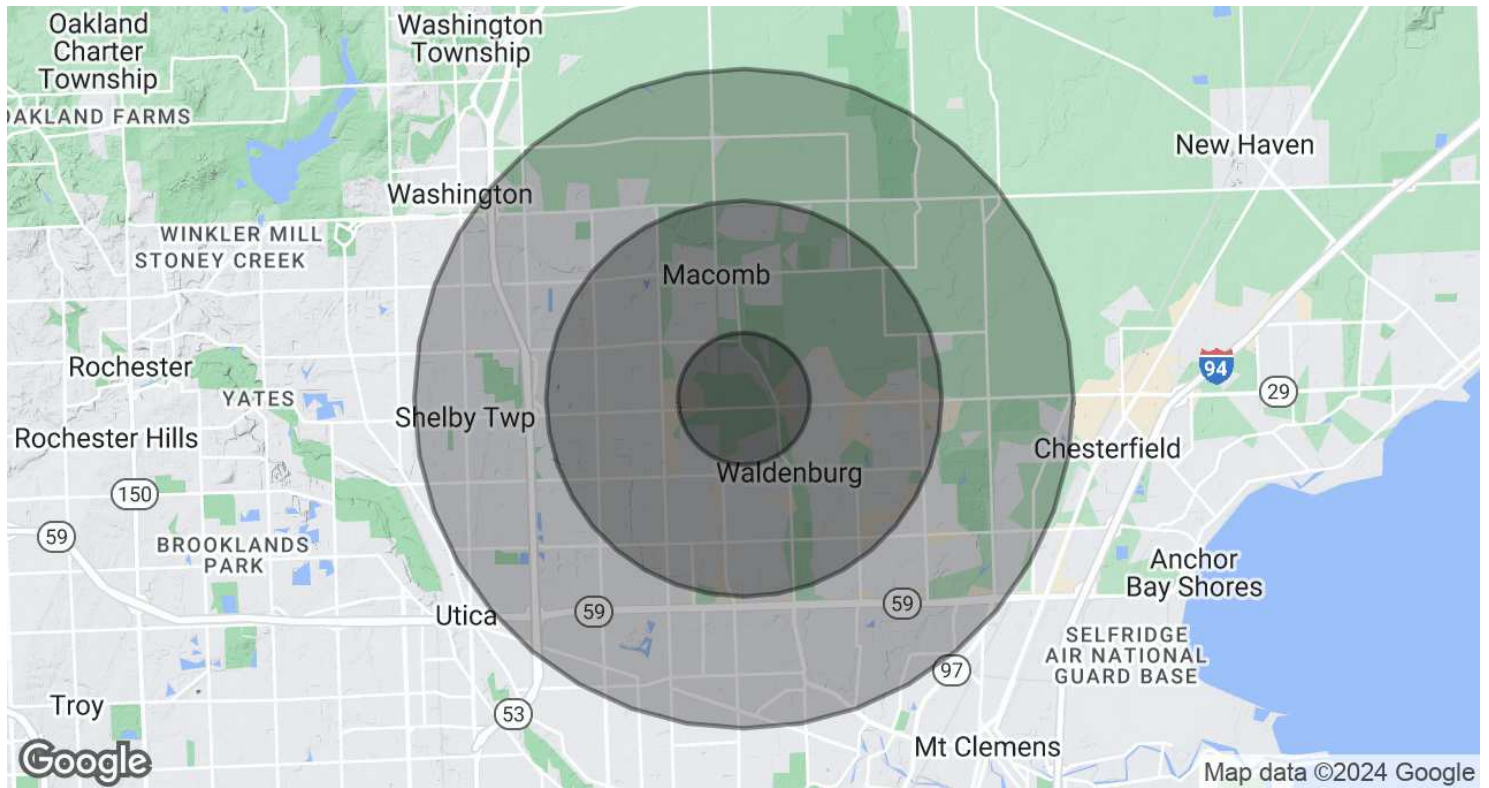 Oakland
Charter
Township
Washington
Township
OAKLAND FARMS
New Haven
Washington
WINKLER MILL
STONEY CREEK
Macomb
Rochester
94
YATES
29
Shelby Twp
Rochester Hills
Chesterfield
Waldenburg
150
59
BROOKLANDS
PARK
Anchor
Bay Shores
Utica
59
59
SELFRIDGE
AIR NATIONAL
GUARD BASE
97
Troy
53
Mt Clemens
Google
Map data ©2024 Google